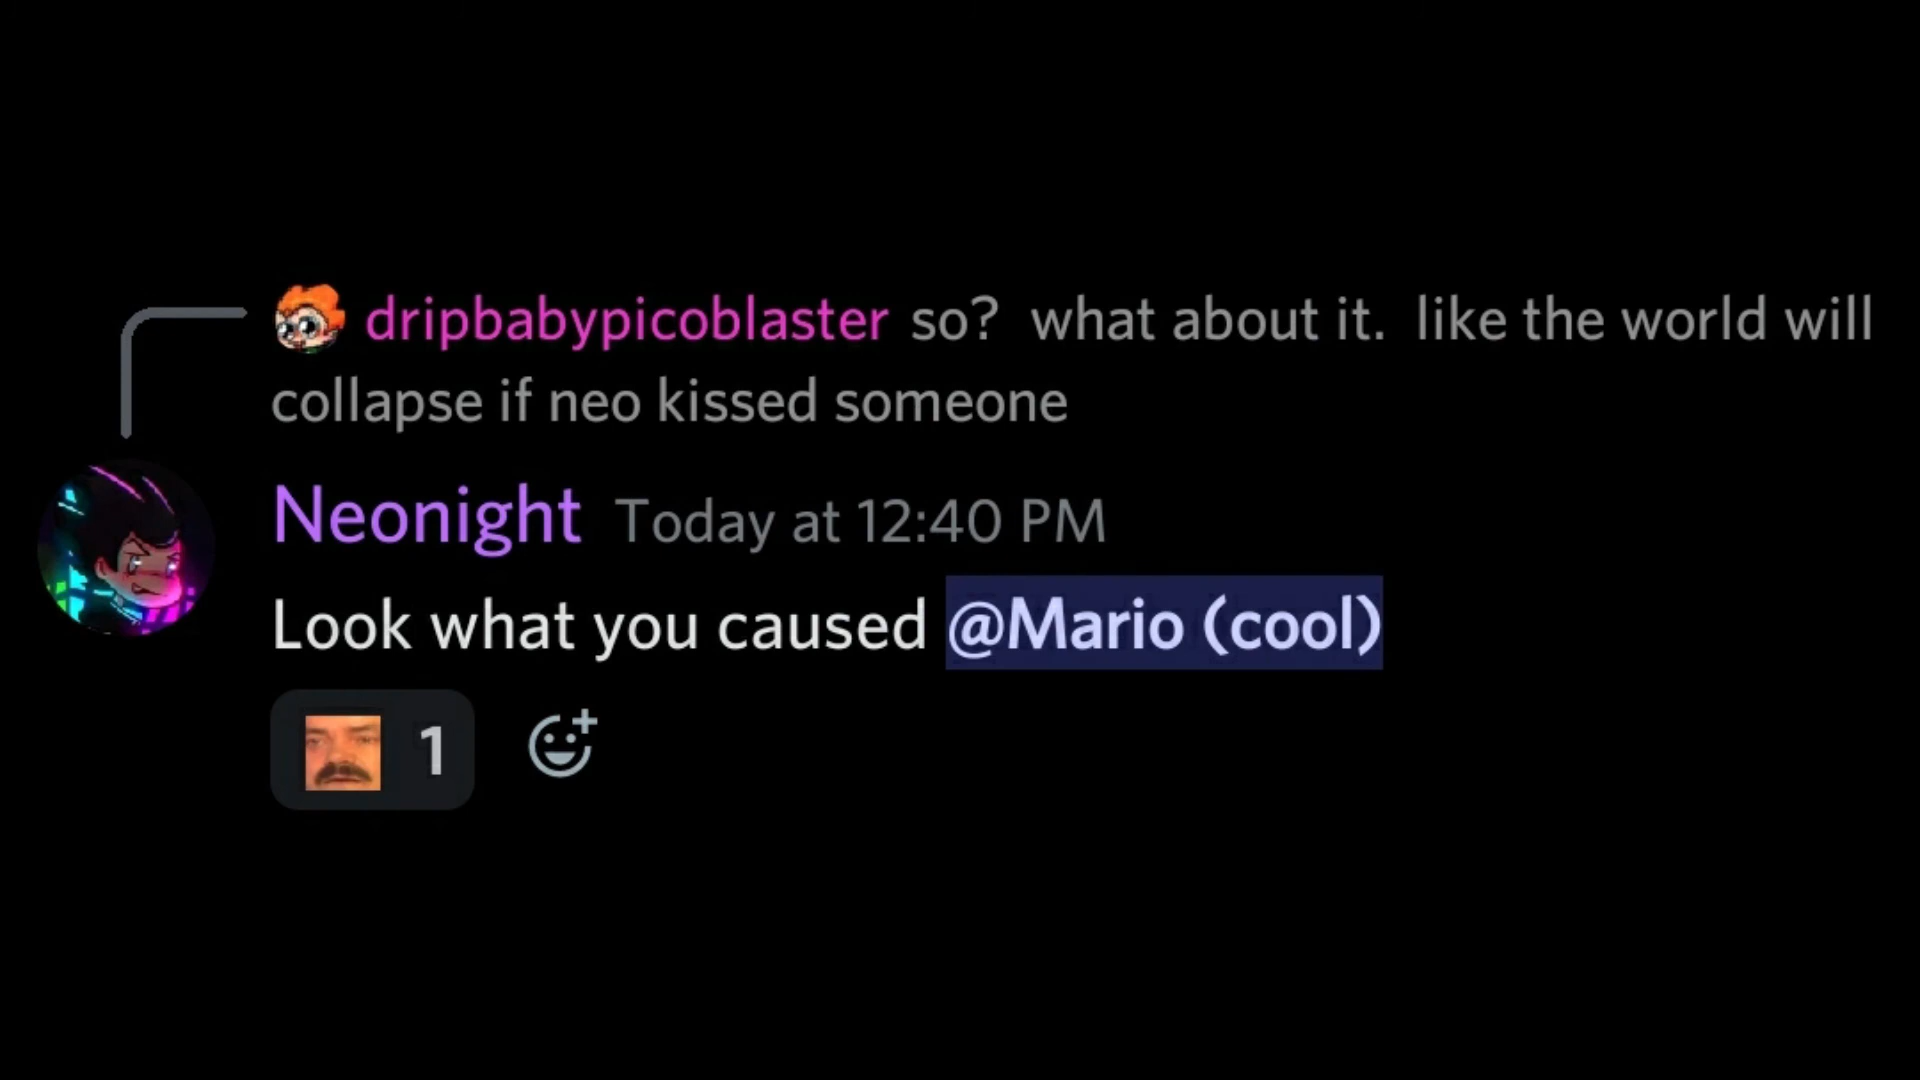 dripbabypicoblaster so?  what about it.  like the world will
collapse if neo kissed someone
Neonight Today at 12:40 PM
Look what you caused @Mario (cool)
1